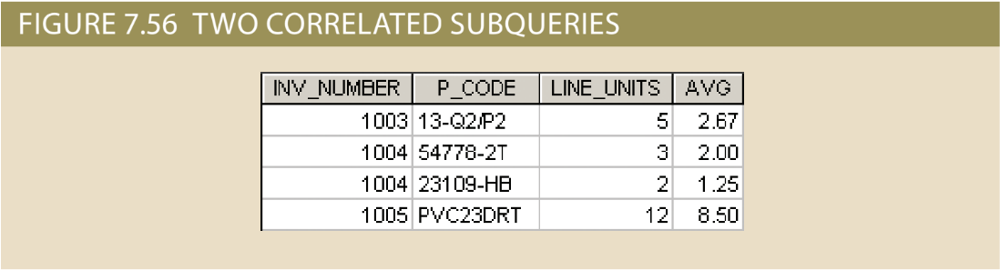 FIGURE 7.56 TWO CORRELATED SUBQUERIES
INV_NUMBER P_CODE LINE_UNITS AVG
1003 13-Q2/P2 5 2.67
1004 54778-2T 3 2.00
1004 23109-HB 2 1.25
1005 PVC23DRT 12 8.50